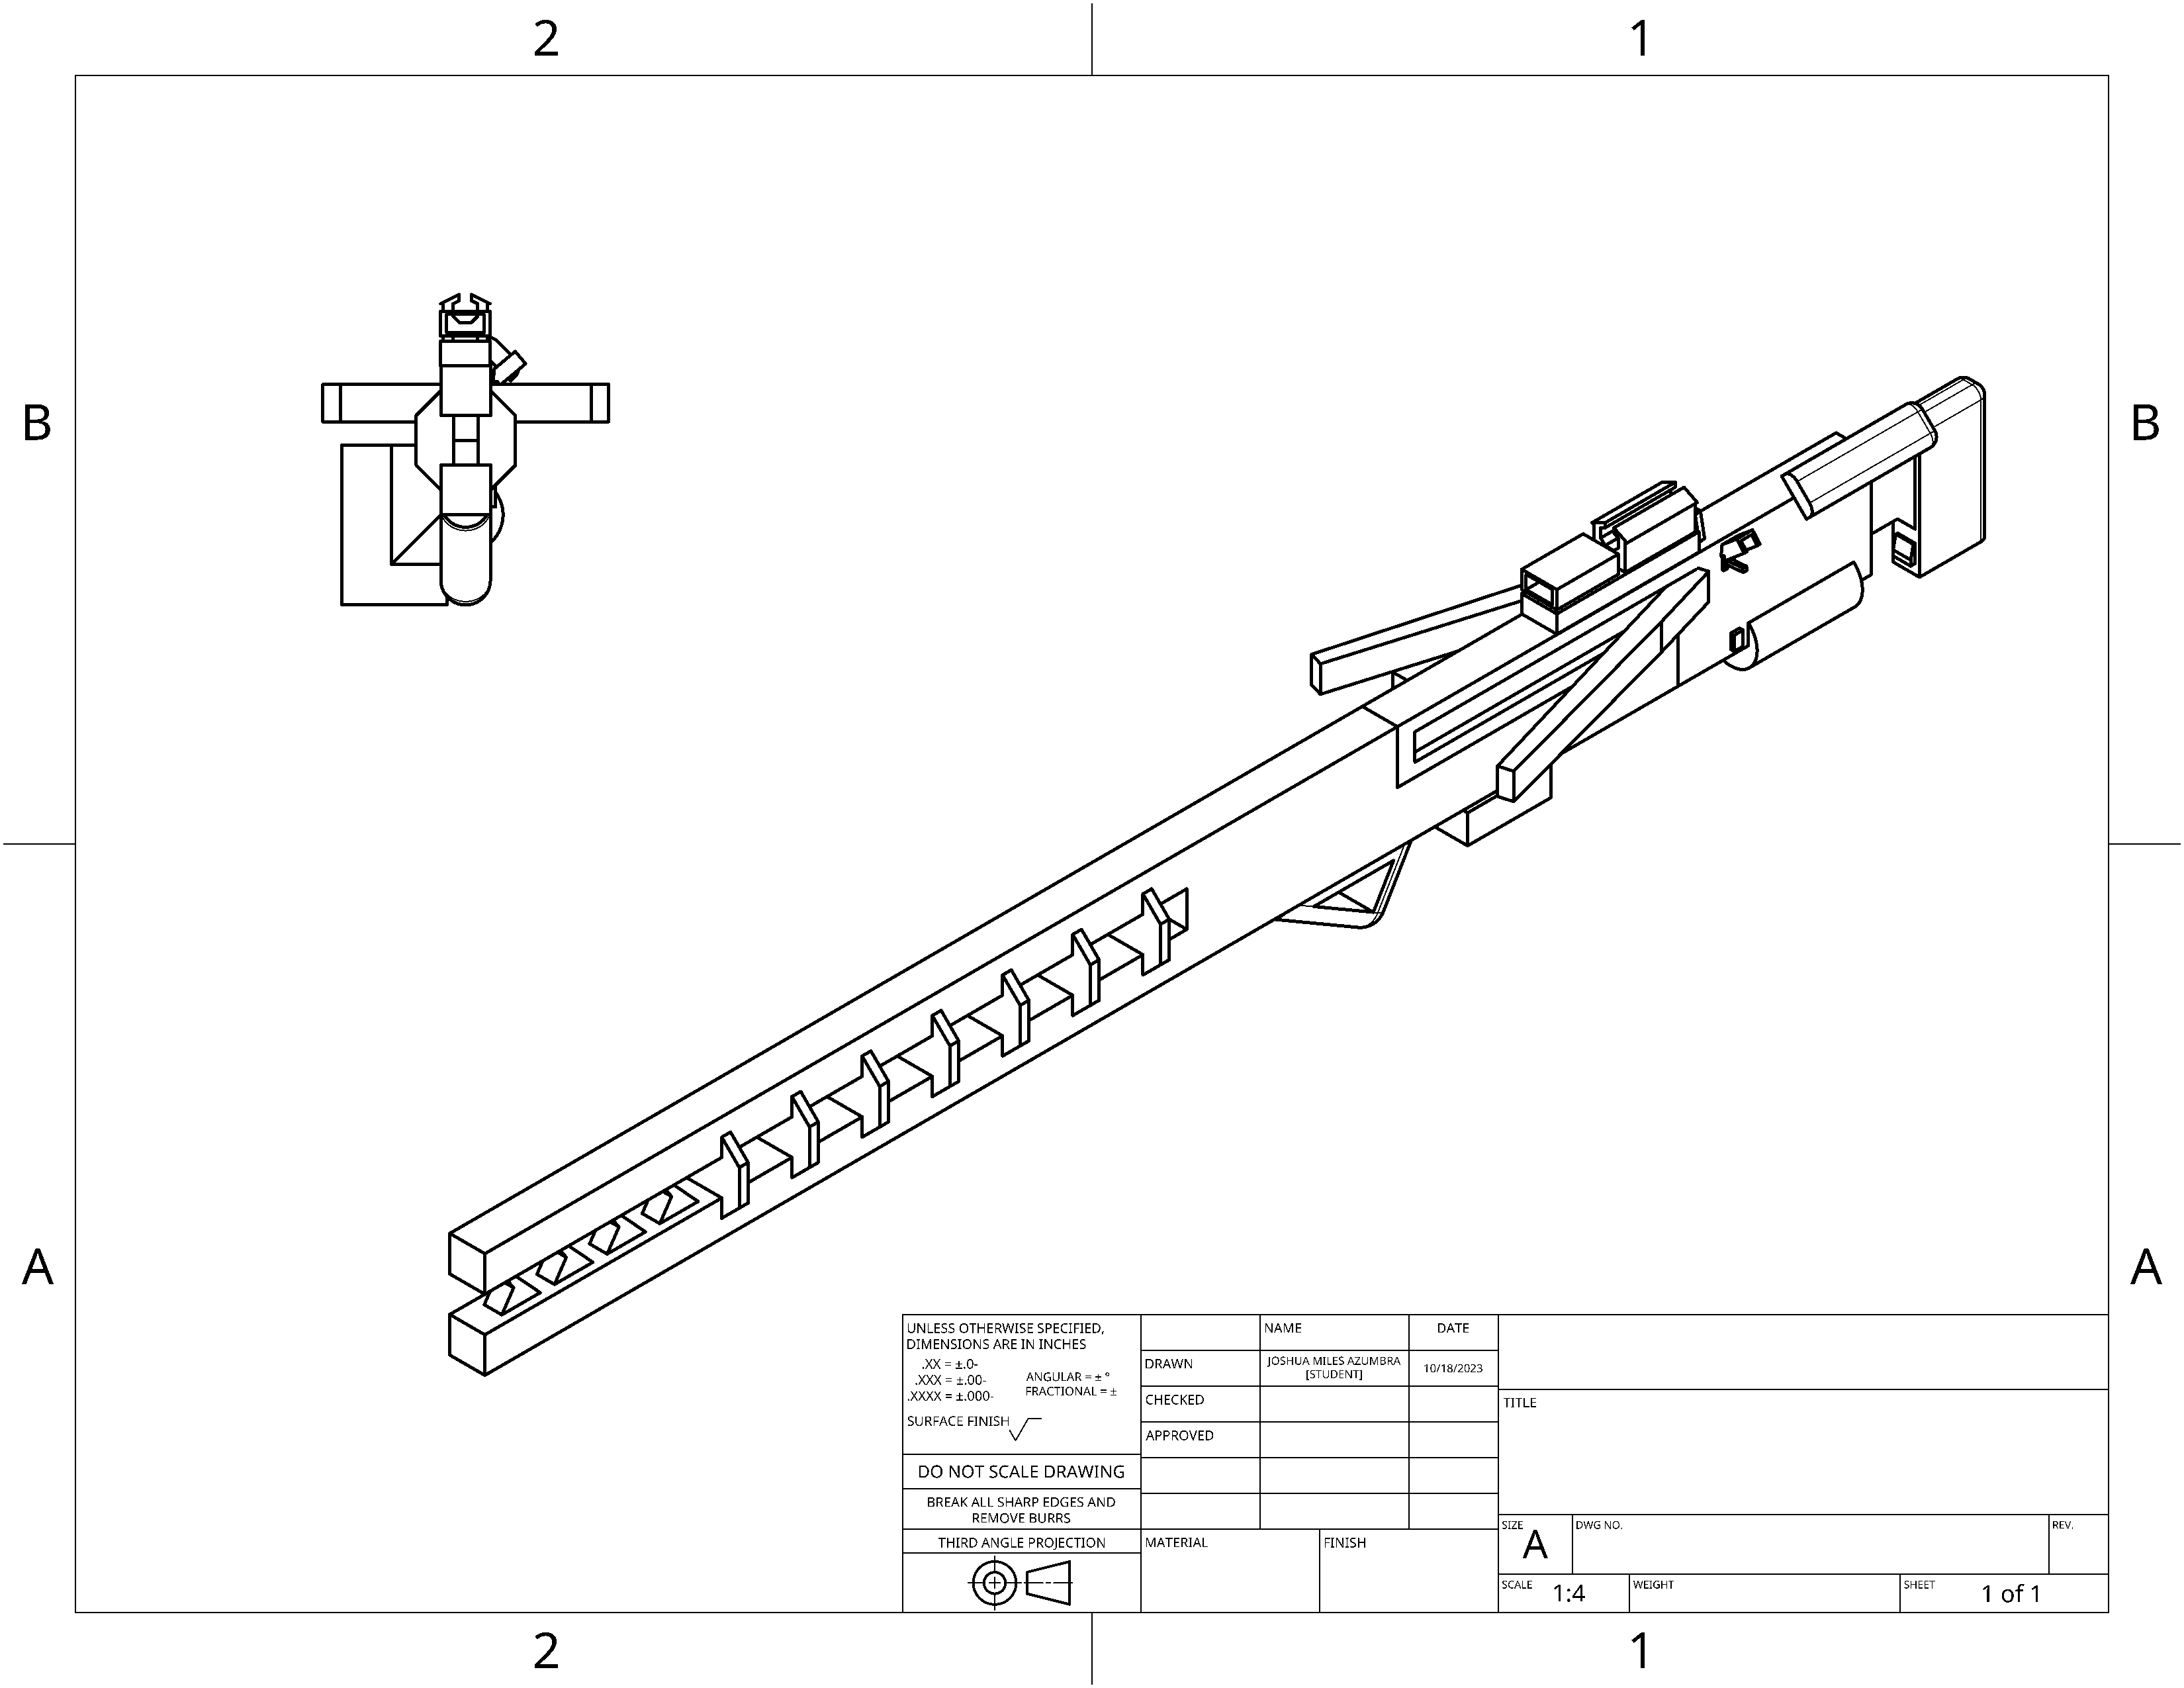 2 1
B B
A A
UNLESS OTHERWISE SPECIFIED,
DIMENSIONS ARE IN INCHES
.XX = ±.0-
.XXX = ±.00-
.XXXX = ±.000-
ANGULAR = ± °
FRACTIONAL = ±
SURFACE FINISH
DO NOT SCALE DRAWING
BREAK ALL SHARP EDGES AND
REMOVE BURRS
THIRD ANGLE PROJECTION
NAME DATE
DRAWN JOSHUA MILES AZUMBRA
[STUDENT] 10/18/2023
CHECKED
APPROVED
MATERIAL FINISH
TITLE
SIZE A DWG NO. REV.
SCALE 1:4 WEIGHT SHEET 1 of 1
2 1